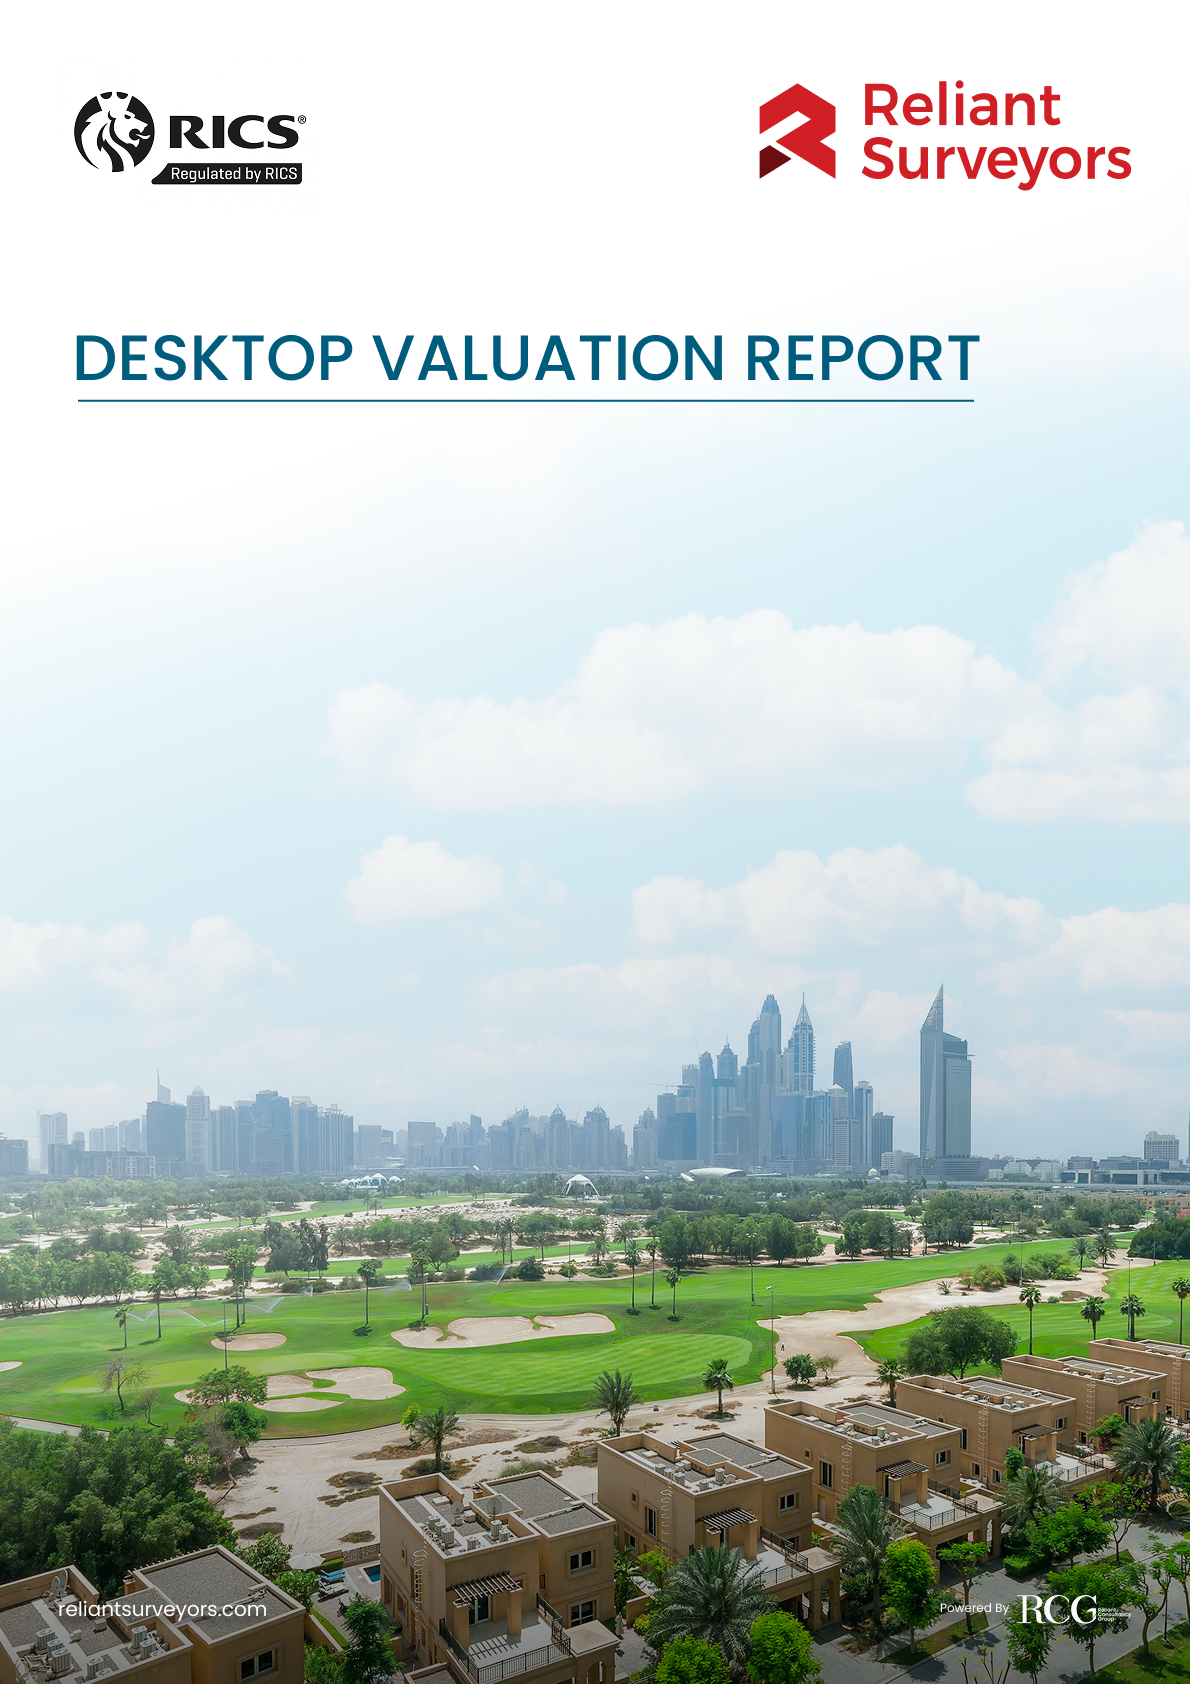 RICS®
Regulated by RICS
Reliant
Surveyors
DESKTOP VALUATION REPORT
reliantsurveyors.com
Powered By RCG Reliant
Consultancy
Group